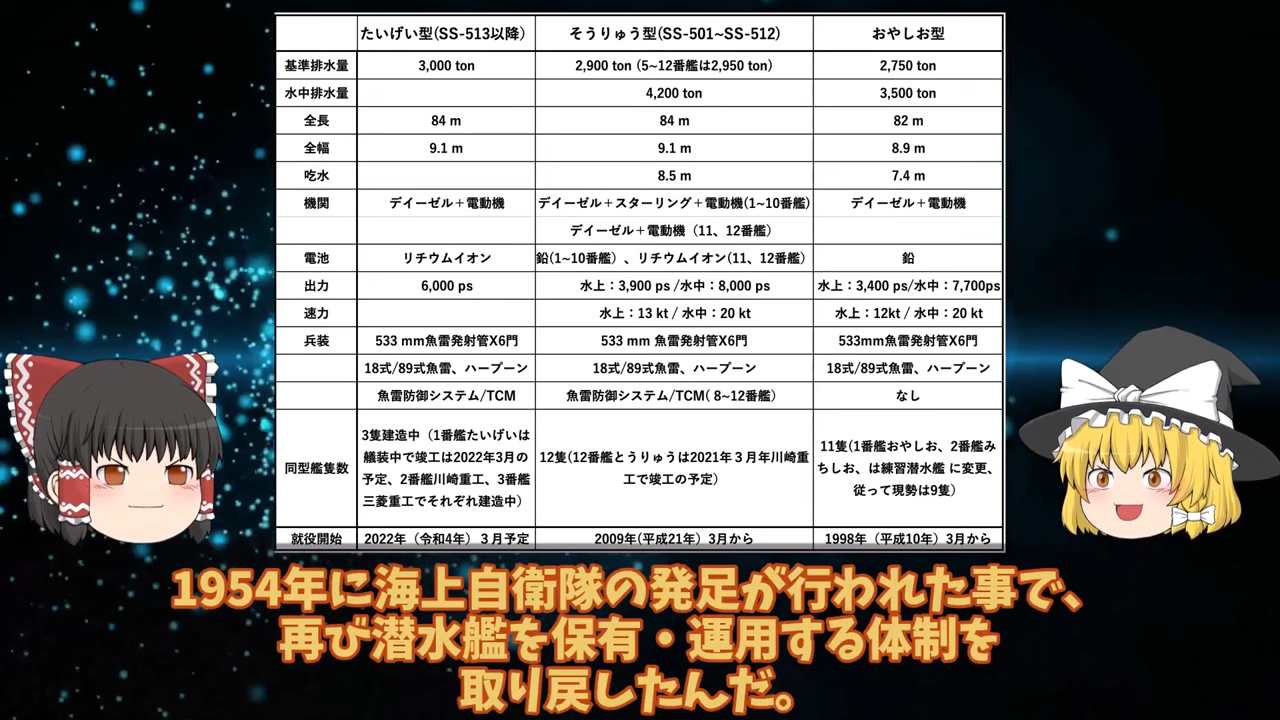 たいげい型(SS-513以降) そうりゅう型(SS-501~SS-512) おやしお型
基準排水量 3,000 ton 2,900 ton (5~12番艦は2,950 ton) 2,750 ton
水中排水量 4,200 ton 3,500 ton
全長 84 m 84 m 82 m
全幅 9.1 m 9.1 m 8.9 m
吃水 8.5 m 7.4 m
機関 デイーゼル＋電動機 デイーゼル＋スターリング＋電動機(1~10番艦) デイーゼル＋電動機
デイーゼル＋電動機（11、12番艦）
電池 リチウムイオン 鉛(1~10番艦）、リチウムイオン(11、12番艦） 鉛
出力 6,000 ps 水上：3,900 ps /水中：8,000 ps 水上：3,400 ps/水中：7,700ps
速力 水上：13 kt / 水中：20 kt 水上：12kt / 水中：20 kt
兵装 533 mm魚雷発射管X6門 533 mm 魚雷発射管X6門 533mm魚雷発射管X6門
18式/89式魚雷、ハープーン 18式/89式魚雷、ハープーン 18式/89式魚雷、ハープーン
魚雷防御システム/TCM 魚雷防御システム/TCM( 8~12番艦） なし
同型艦隻数
3隻建造中（1番艦たいげいは
艤装中で竣工は2022年3月の
予定、2番艦川崎重工、3番艦
三菱重工でそれぞれ建造中）
12隻(12番艦とうりゅうは2021年３月年川崎重
工で竣工の予定）
11隻(1番艦おやしお、2番艦み
ちしお、は練習潜水艦 に変更、
従って現勢は9隻）
就役開始 2022年（令和4年）３月予定 2009年(平成21年）3月から 1998年（平成10年）3月から
1954年に海上自衛隊の発足が行われた事で、
再び潜水艦を保有・運用する体制を
取り戻したんだ。